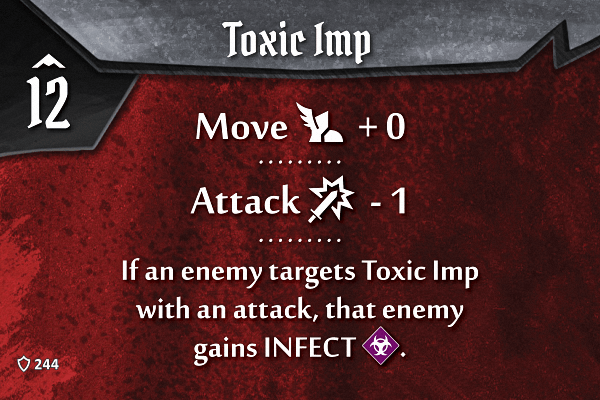 Toxic Imp
12
Move + 0
Attack - 1
If an enemy targets Toxic Imp
with an attack, that enemy
gains INFECT .
244